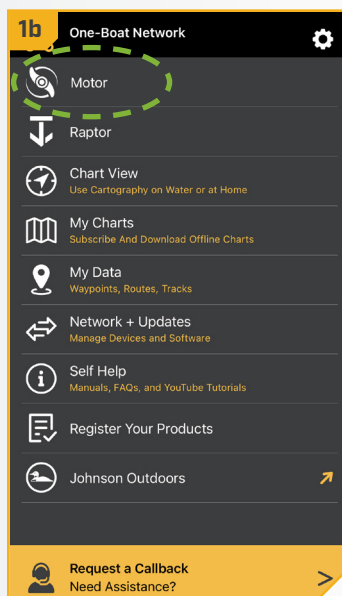 1b
One-Boat Network
Motor
Raptor
Chart View
Use Cartography on Water or at Home
My Charts
Subscribe And Download Offline Charts
My Data
Waypoints, Routes, Tracks
Network + Updates
Manage Devices and Software
Self Help
Manuals, FAQs, and YouTube Tutorials
Register Your Products
Johnson Outdoors
Request a Callback
Need Assistance?